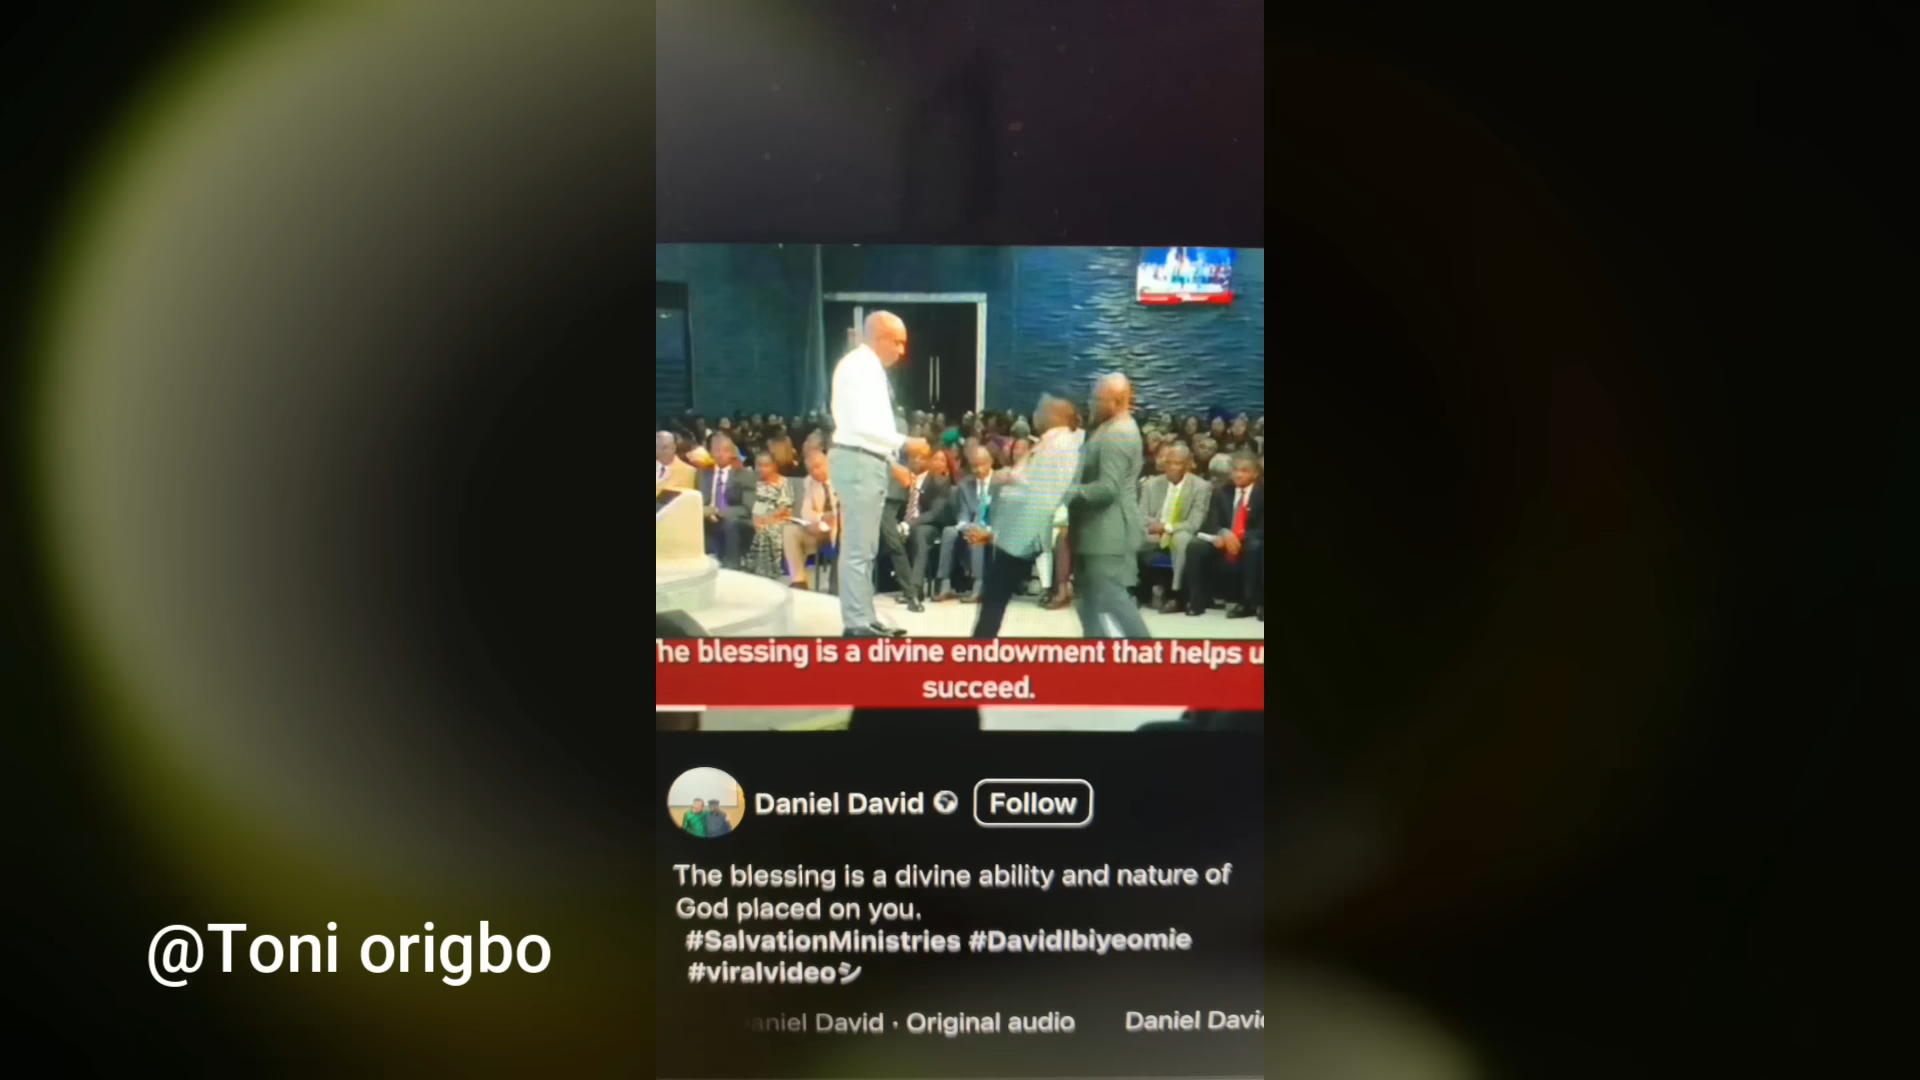 he blessing is a divine endowment that helps u
succeed.
Daniel David Follow
The blessing is a divine ability and nature of
God placed on you.
#SalvationMinistries #DavidIbiyeomie
#viralvideoシ
aniel David · Original audio Daniel Davi
@Toni origbo